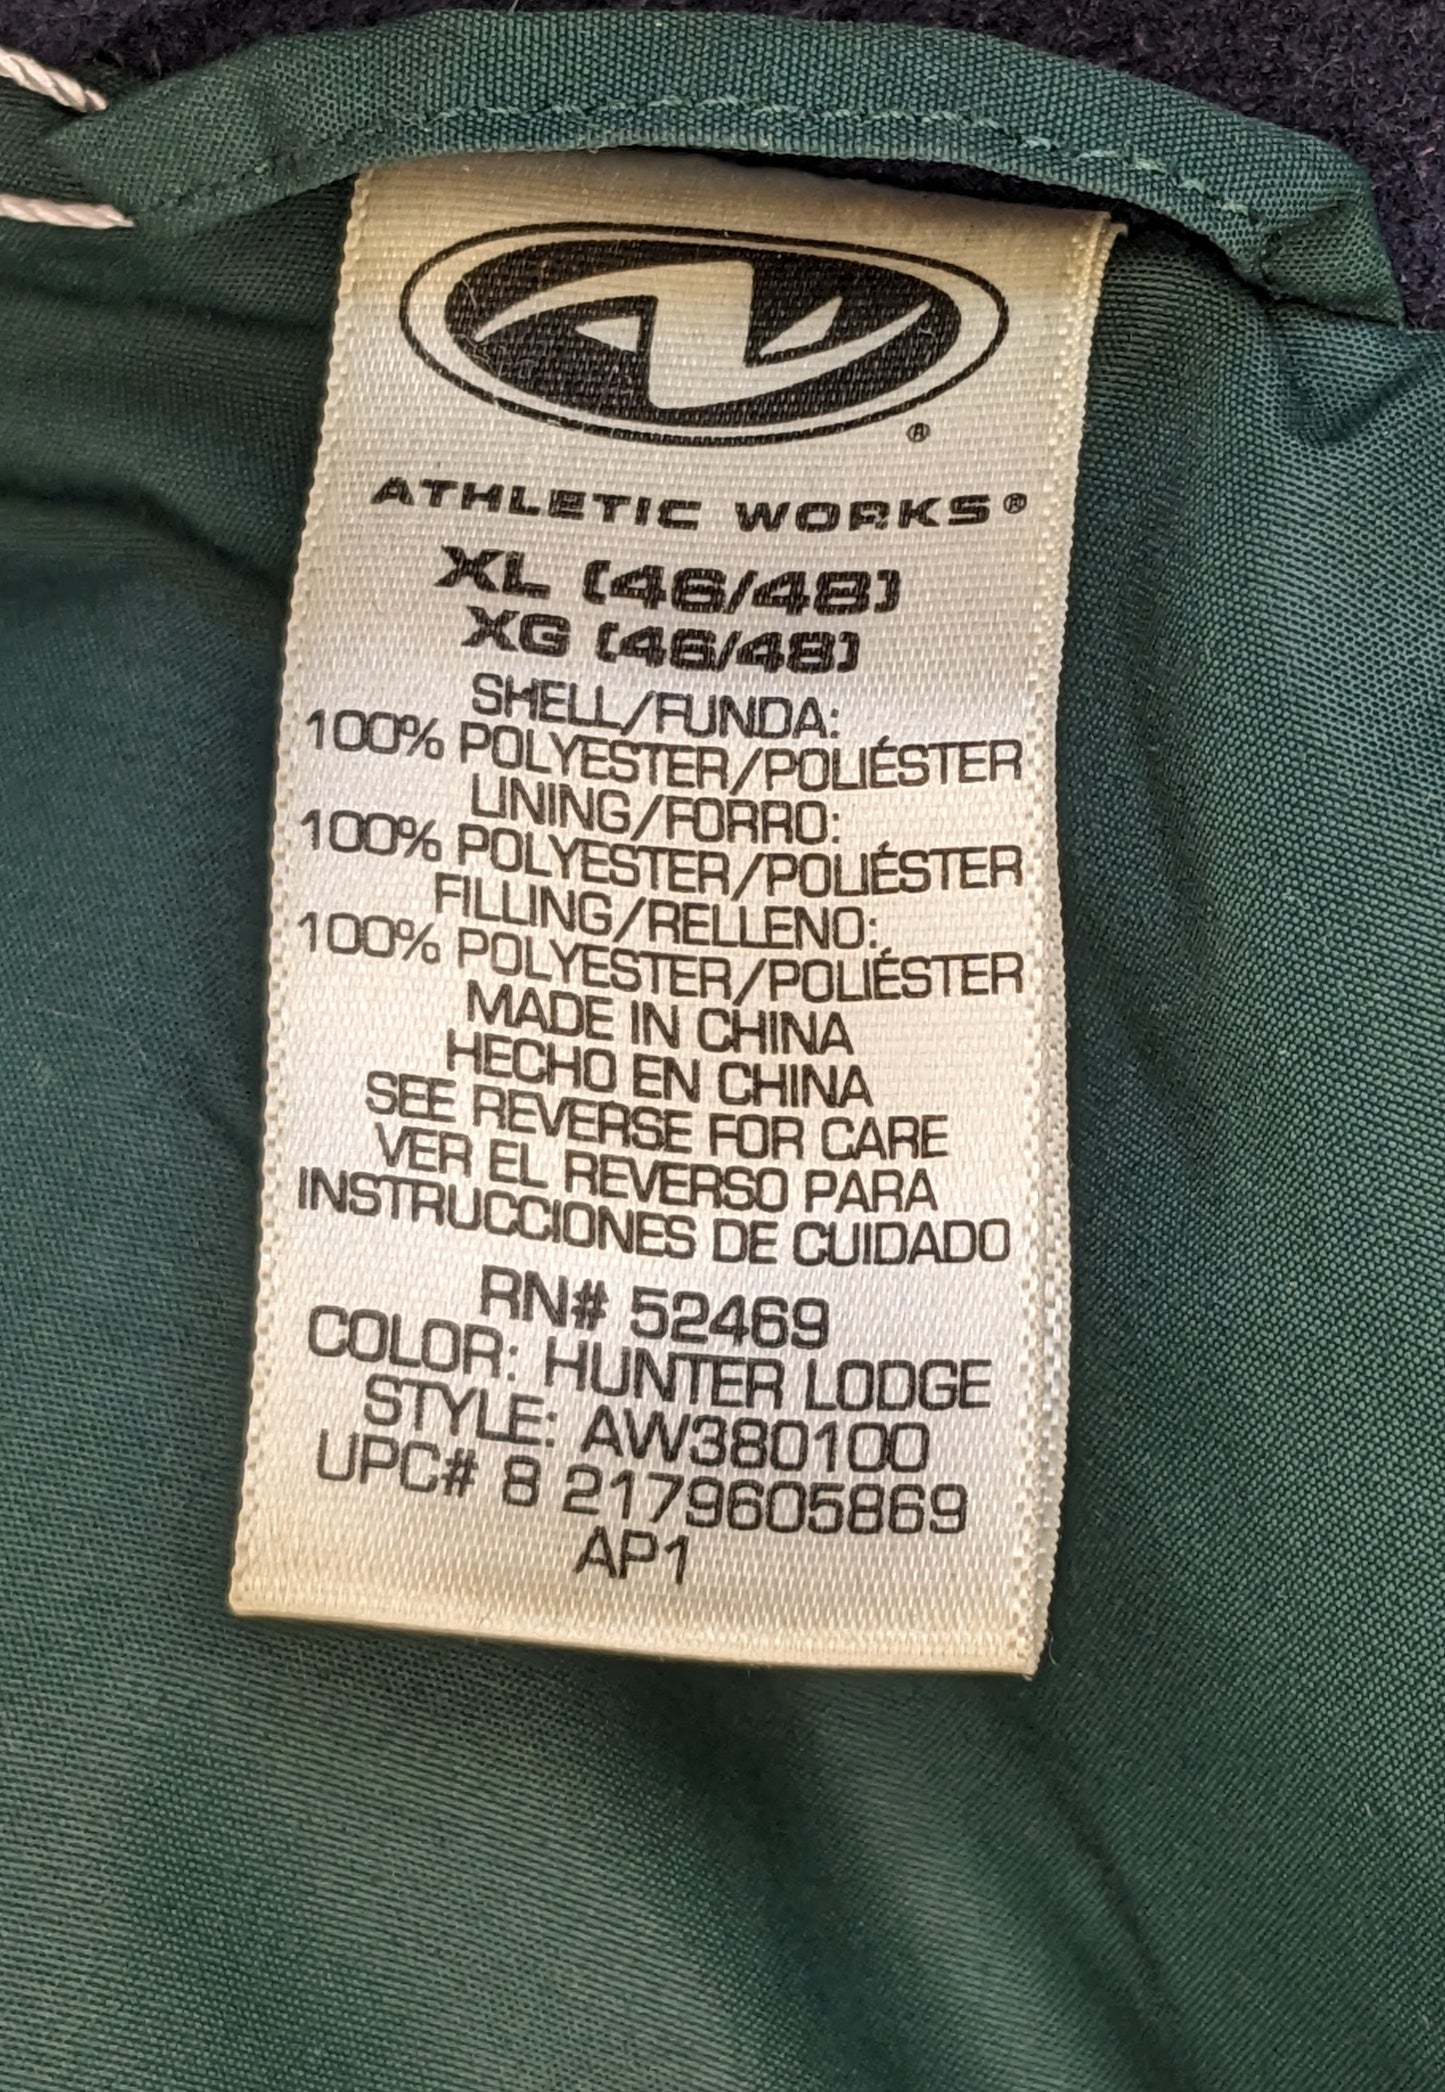 ATHLETIC WORKS®
XL (46/48)
XG (46/48)
SHELL/FUNDA:
100% POLYESTER/POLIÉSTER
LINING/FORRO:
100% POLYESTER/POLIÉSTER
FILLING/RELLENO:
100% POLYESTER/POLIÉSTER
MADE IN CHINA
HECHO EN CHINA
SEE REVERSE FOR CARE
VER EL REVERSO PARA
INSTRUCCIONES DE CUIDADO
RN# 52469
COLOR: HUNTER LODGE
STYLE: AW380100
UPC# 8 2179605869
AP1